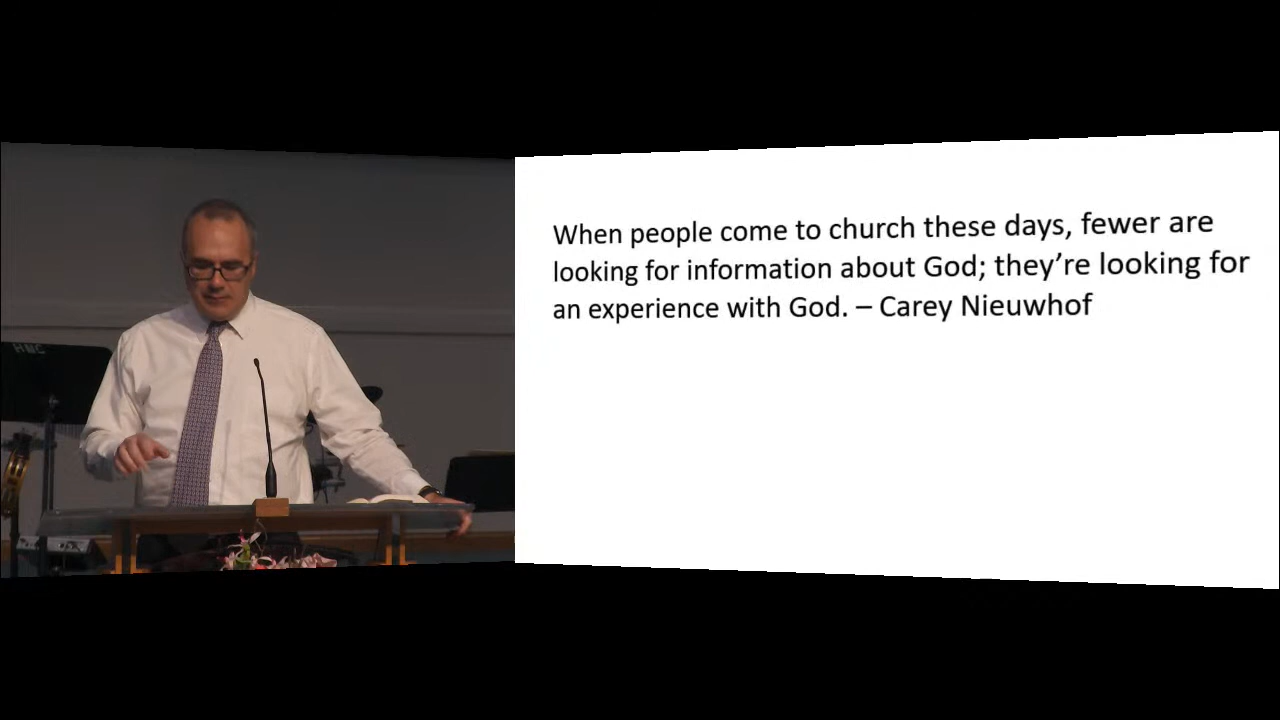 HMC
When people come to church these days, fewer are
looking for information about God; they’re looking for
an experience with God. – Carey Nieuwhof